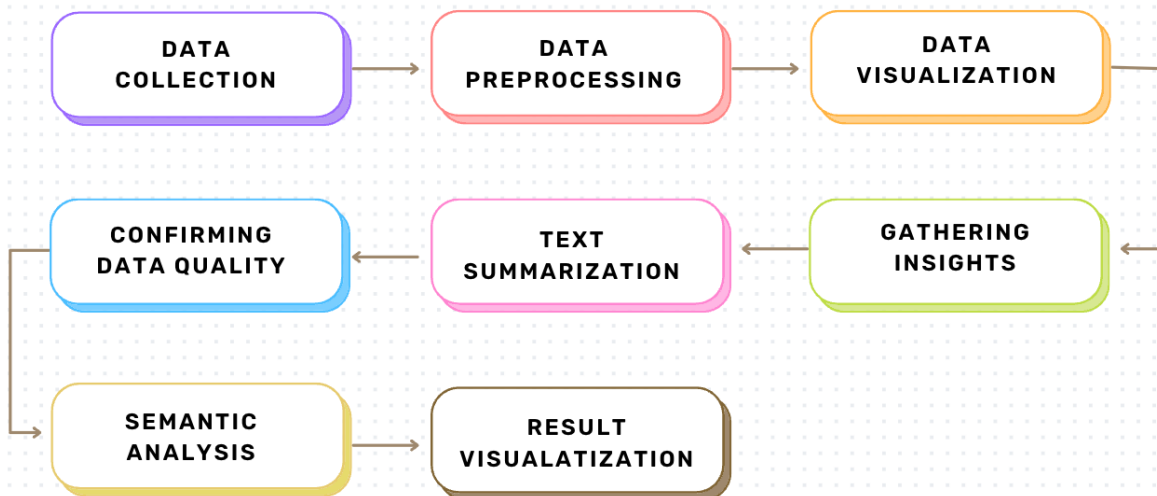 DATA
COLLECTION
DATA
PREPROCESSING
DATA
VISUALIZATION
GATHERING
INSIGHTS
TEXT
SUMMARIZATION
CONFIRMING
DATA QUALITY
SEMANTIC
ANALYSIS
RESULT
VISUALATIZATION